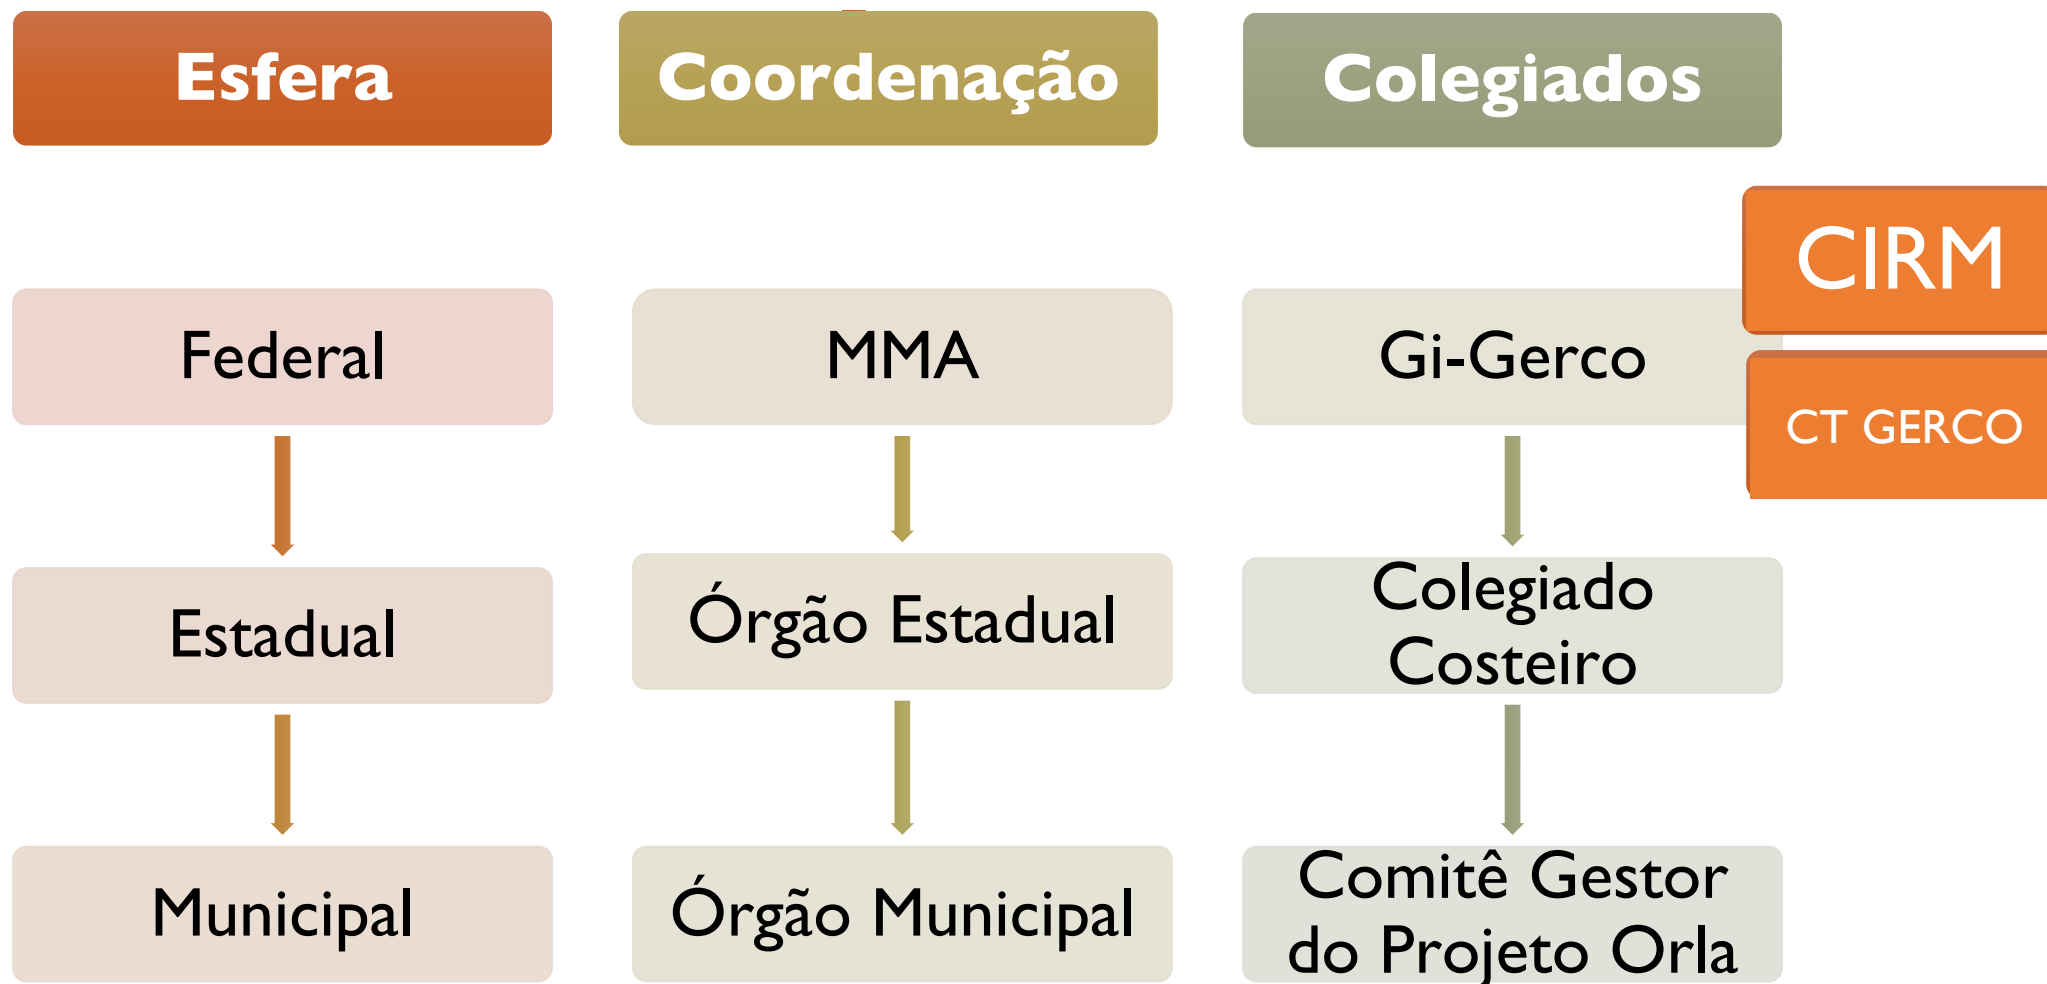 Esfera
Coordenação
Colegiados
CIRM
Federal
MMA
Gi-Gerco
CT GERCO
Estadual
Órgão Estadual
Colegiado
Costeiro
Municipal
Órgão Municipal
Comitê Gestor
do Projeto Orla